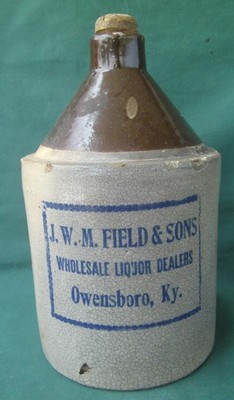 J. W. M. FIELD & SONS
WHOLESALE LIQUOR DEALERS
Owensboro, Ky.